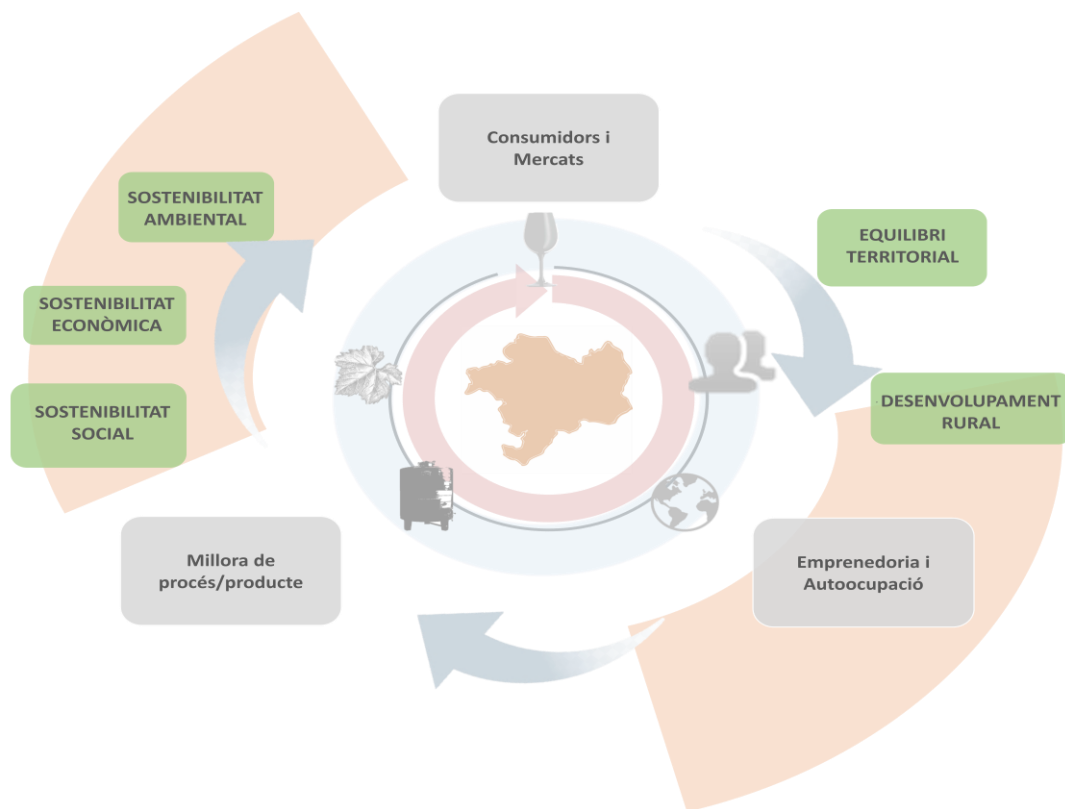 Consumidors i
Mercats
SOSTENIBILITAT
AMBIENTAL
EQUILIBRI
TERRITORIAL
SOSTENIBILITAT
ECONÒMICA
SOSTENIBILITAT
SOCIAL
DESENVOLUPAMENT
RURAL
Millora de
procés/producte
Emprenedoria i
Autoocupació